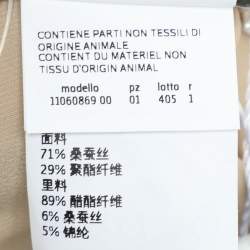 CONTIENE PARTI NON TESSILI DI
ORIGINE ANIMALE
CONTIENT DU MATERIEL NON
TISSU D'ORIGIN ANIMAL
modello pz lotto r
11060869 00 01 405 1
面料
71% 桑蚕丝
29% 聚酯纤维
里料
89% 醋酯纤维
6% 桑蚕丝
5% 锦纶